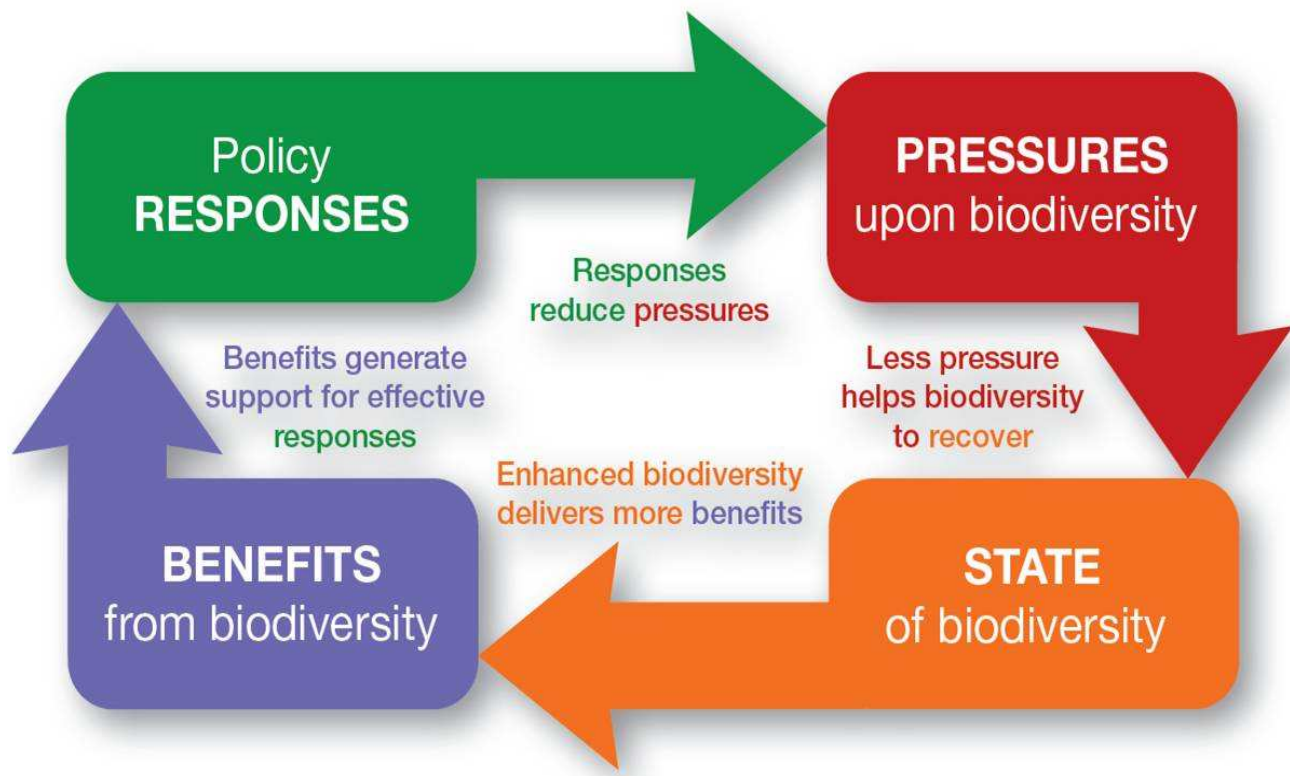 Policy
RESPONSES
PRESSURES
upon biodiversity
Responses
reduce pressures
Less pressure
helps biodiversity
to recover
STATE
of biodiversity
Enhanced biodiversity
delivers more benefits
BENEFITS
from biodiversity
Benefits generate
support for effective
responses